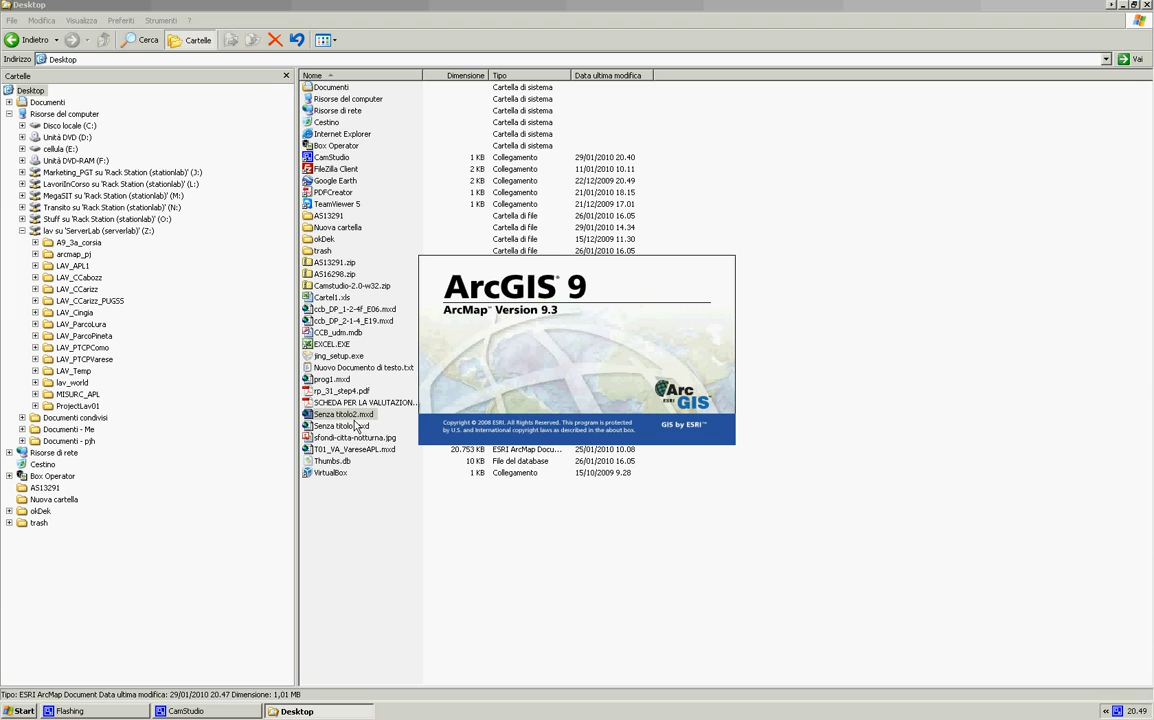 Desktop
File Modifica Visualizza Preferiti Strumenti ?
Indietro Cerca Cartelle
Indirizzo Desktop Vai
Cartelle
Desktop
Documenti
Risorse del computer
Disco locale (C:)
Unità DVD (D:)
cellula (E:)
Unità DVD-RAM (F:)
Marketing_PGT su 'Rack Station (stationlab)' (J:)
LavoriInCorso su 'Rack Station (stationlab)' (L:)
MegaSIT su 'Rack Station (stationlab)' (M:)
Transito su 'Rack Station (stationlab)' (N:)
Stuff su 'Rack Station (stationlab)' (O:)
lav su 'ServerLab (serverlab)' (Z:)
A9_3a_corsia
arcmap_pj
LAV_APL1
LAV_CCabozz
LAV_CCarizz
LAV_CCarizz_PUGSS
LAV_Cingia
LAV_ParcoLura
LAV_ParcoPineta
LAV_PTCPComo
LAV_PTCPVarese
LAV_Temp
lav_world
MISURC_APL
ProjectLav01
Documenti condivisi
Documenti - Me
Documenti - pjh
Risorse di rete
Cestino
Box Operator
AS13291
Nuova cartella
okDek
trash
Nome Dimensione Tipo Data ultima modifica
Documenti Cartella di sistema
Risorse del computer Cartella di sistema
Risorse di rete Cartella di sistema
Cestino Cartella di sistema
Internet Explorer Cartella di sistema
Box Operator Cartella di sistema
CamStudio 1 KB Collegamento 29/01/2010 20.40
FileZilla Client 2 KB Collegamento 11/01/2010 10.11
Google Earth 2 KB Collegamento 22/12/2009 20.49
PDFCreator 1 KB Collegamento 21/01/2010 18.15
TeamViewer 5 1 KB Collegamento 21/12/2009 17.01
AS13291 Cartella di file 26/01/2010 16.05
Nuova cartella Cartella di file 29/01/2010 14.34
okDek Cartella di file 15/12/2009 11.30
trash Cartella di file 26/01/2010 16.05
AS13291.zip
AS16298.zip
Camstudio-2.0-w32.zip
Cartel1.xls
ccb_DP_1-2-4f_E06.mxd
ccb_DP_2-1-4_E19.mxd
CCB_udm.mdb
EXCEL.EXE
jing_setup.exe
Nuovo Documento di testo.txt
prog1.mxd
rp_31_step4.pdf
SCHEDA PER LA VALUTAZION...
Senza titolo2.mxd
Senza titolo
sfondi-citta-notturna.jpg
T01_VA_VareseAPL.mxd 20.753 KB ESRI ArcMap Docu... 25/01/2010 10.08
Thumbs.db 10 KB File del database 26/01/2010 16.05
VirtualBox 1 KB Collegamento 15/10/2009 9.28
ArcGIS® 9
ArcMap™ Version 9.3
ESRI Arc GIS
Copyright © 2008 ESRI. All Rights Reserved. This program is protected
by U.S. and International copyright laws as described in the about box.
GIS by ESRI™
Tipo: ESRI ArcMap Document Data ultima modifica: 29/01/2010 20.47 Dimensione: 1,01 MB
Start Flashing CamStudio Desktop « 20.49